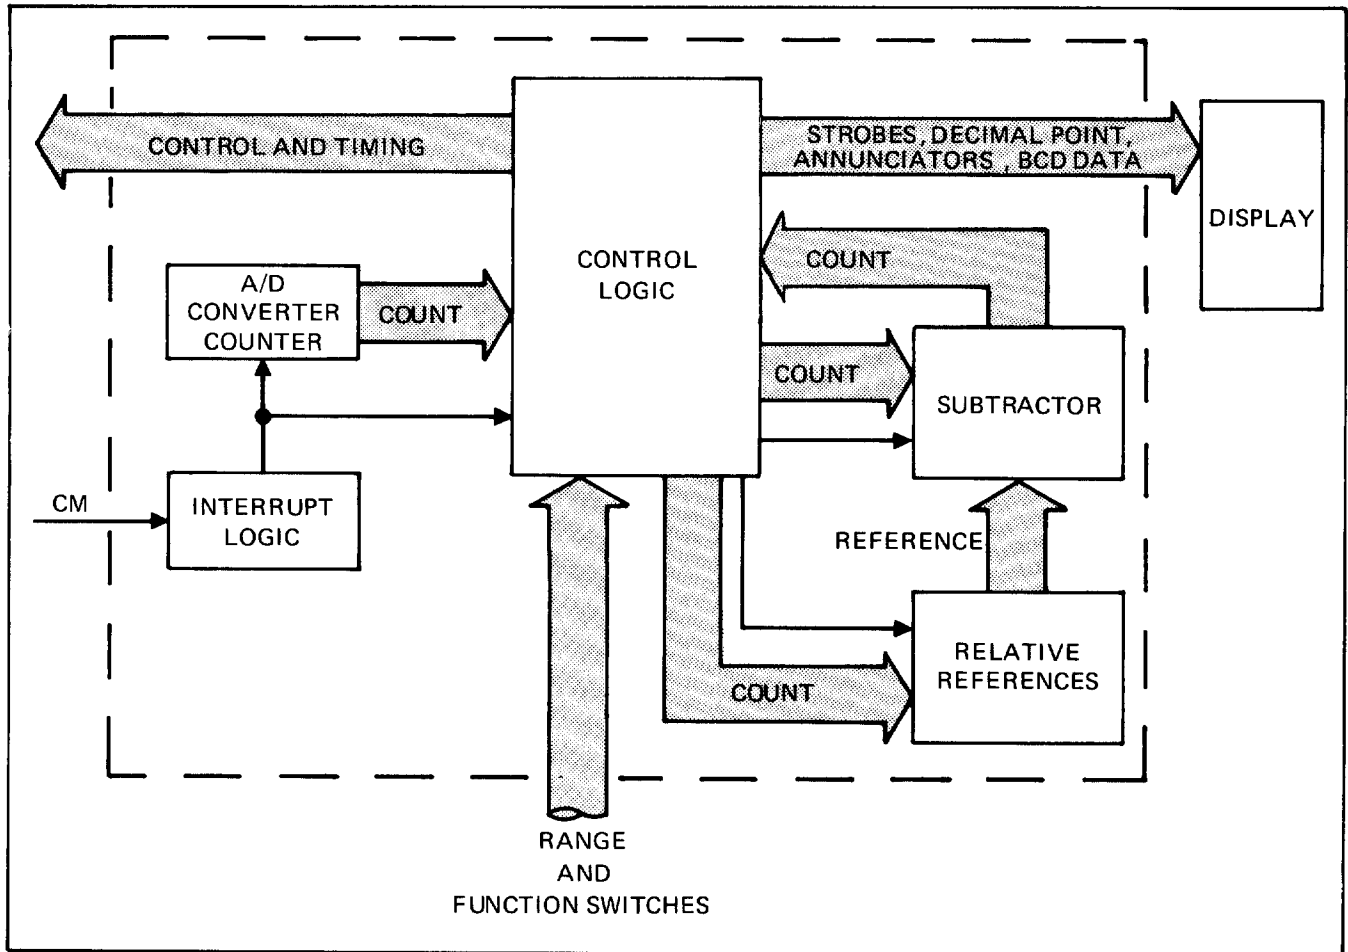 CONTROL AND TIMING
STROBES, DECIMAL POINT,
ANNUNCIATORS, BCD DATA
DISPLAY
CONTROL
LOGIC
COUNT
A/D
CONVERTER
COUNTER
COUNT
COUNT
SUBTRACTOR
CM
INTERRUPT
LOGIC
REFERENCE
RELATIVE
REFERENCES
COUNT
RANGE
AND
FUNCTION SWITCHES